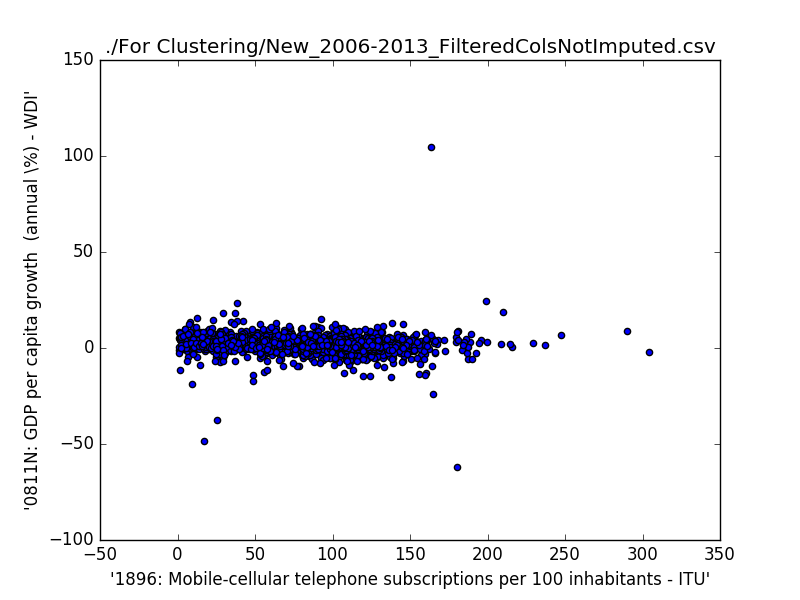 ./For Clustering/New_2006-2013_FilteredColsNotImputed.csv
150
100
50
0
−50
−100
−50 0 50 100 150 200 250 300 350
'0811N: GDP per capita growth  (annual \%) - WDI'
'1896: Mobile-cellular telephone subscriptions per 100 inhabitants - ITU'